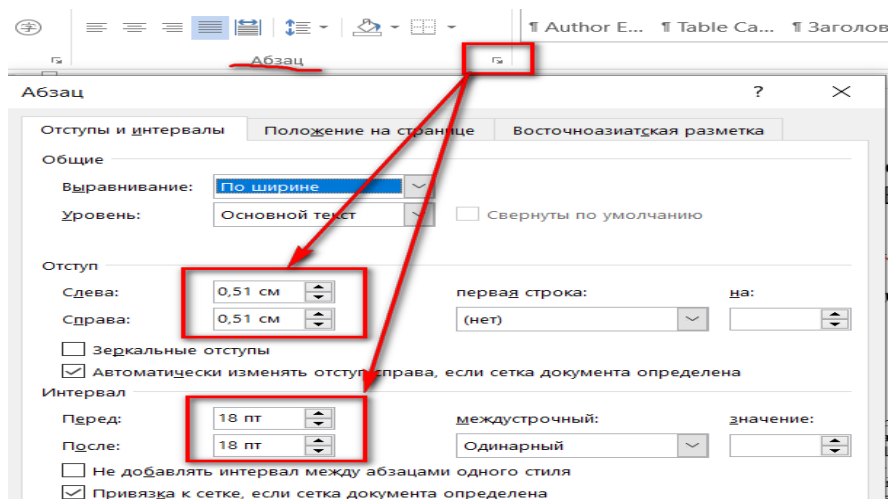 字 ¶ Author E... ¶ Table Ca... ¶ Заголов
Абзац
Абзац ? ×
Отступы и интервалы Положение на странице Восточноазиатская разметка
Общие
Выравнивание: По ширине
Уровень: Основной текст Свернуты по умолчанию
Отступ
Слева: 0,51 см первая строка: на:
Справа: 0,51 см (нет)
Зеркальные отступы
Автоматически изменять отступ справа, если сетка документа определена
Интервал
Перед: 18 пт междустрочный: значение:
После: 18 пт Одинарный
Не добавлять интервал между абзацами одного стиля
Привязка к сетке, если сетка документа определена